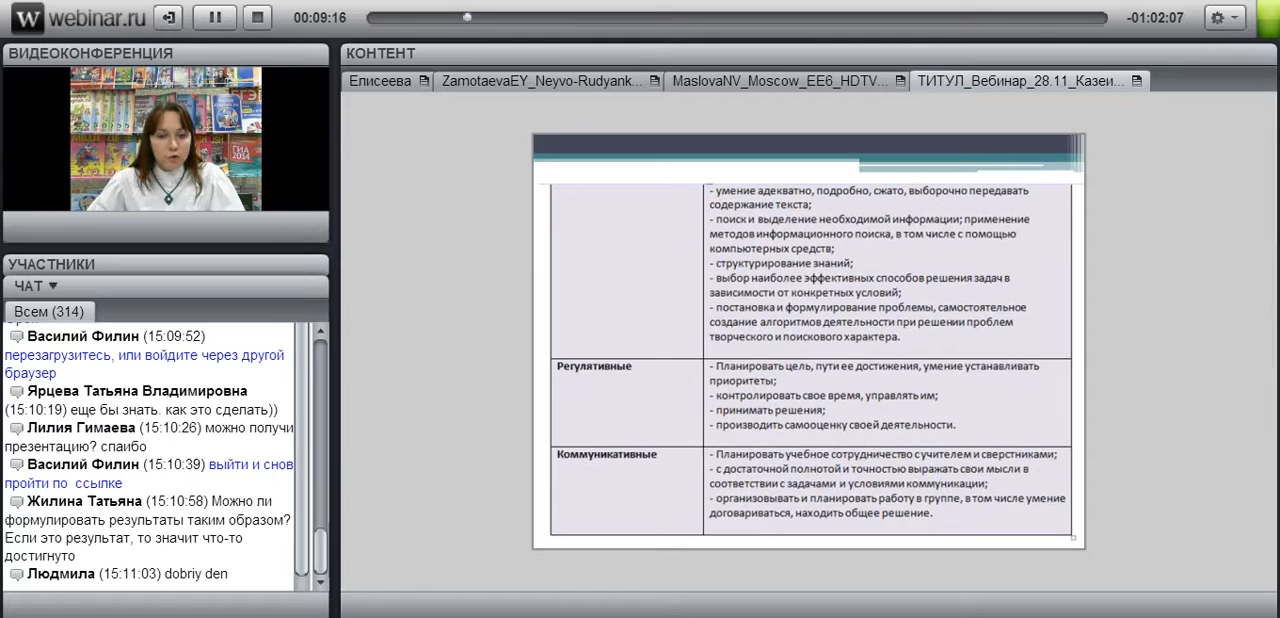 W webinar.ru
00:09:16
-01:02:07
ВИДЕОКОНФЕРЕНЦИЯ
ГИА
2014
УЧАСТНИКИ
ЧАТ ▼
Всем (314)
Василий Филин (15:09:52)
перезагрузитесь, или войдите через другой
браузер
Ярцева Татьяна Владимировна
(15:10:19) еще бы знать. как это сделать))
Лилия Гимаева (15:10:26) можно получи
презентацию? спаибо
Василий Филин (15:10:39) выйти и снов
пройти по ссылке
Жилина Татьяна (15:10:58) Можно ли
формулировать результаты таким образом?
Если это результат, то значит что-то
достигнуто
Людмила (15:11:03) dobriy den
КОНТЕНТ
Елисеева
ZamotaevaEY_Neyvo-Rudyank...
MaslovaNV_Moscow_EE6_HDTV...
ТИТУЛ_Вебинар_28.11_Казеи...
- умение адекватно, подробно, сжато, выборочно передавать
содержание текста;
- поиск и выделение необходимой информации; применение
методов информационного поиска, в том числе с помощью
компьютерных средств;
- структурирование знаний;
- выбор наиболее эффективных способов решения задач в
зависимости от конкретных условий;
- постановка и формулирование проблемы, самостоятельное
создание алгоритмов деятельности при решении проблем
творческого и поискового характера.
Регулятивные
- Планировать цель, пути ее достижения, умение устанавливать
приоритеты;
- контролировать свое время, управлять им;
- принимать решения;
- производить самооценку своей деятельности.
Коммуникативные
- Планировать учебное сотрудничество с учителем и сверстниками;
- с достаточной полнотой и точностью выражать свои мысли в
соответствии с задачами и условиями коммуникации;
- организовывать и планировать работу в группе, в том числе умение
договариваться, находить общее решение.